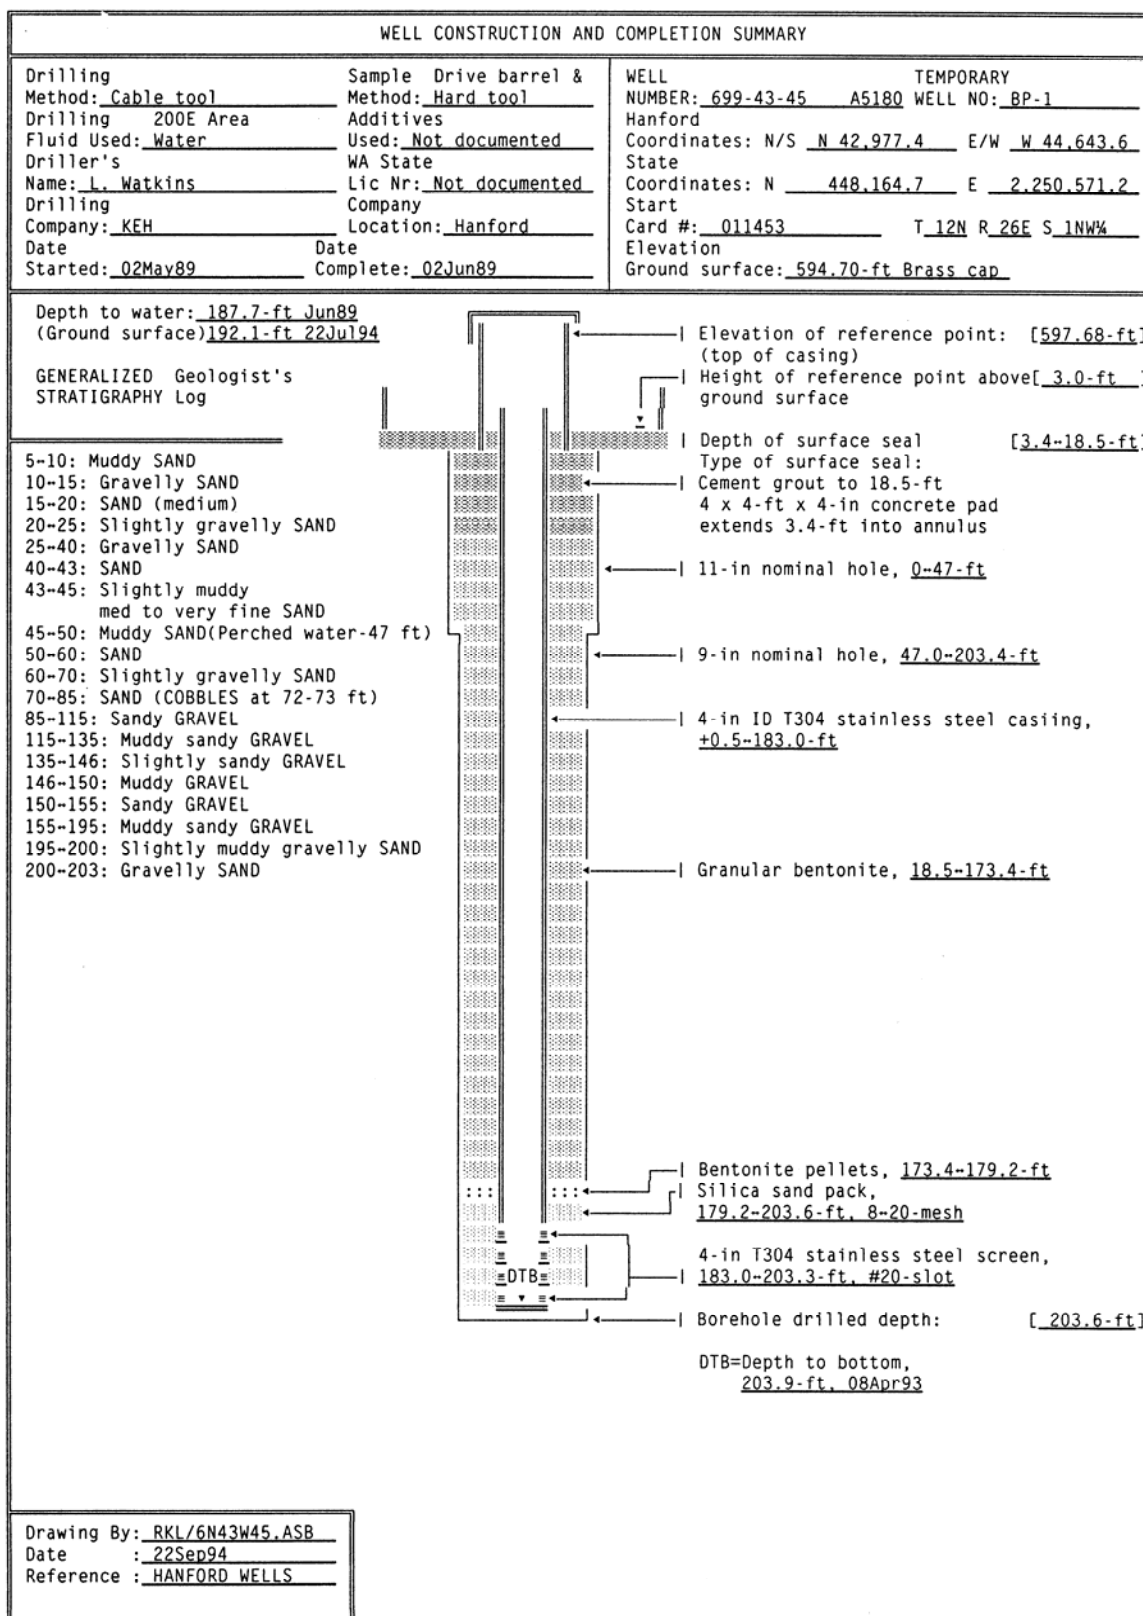 WELL CONSTRUCTION AND COMPLETION SUMMARY
Drilling Sample Drive barrel &
Method: Cable tool Method: Hard tool
Drilling 200E Area Additives
Fluid Used: Water Used: Not documented
Driller's WA State
Name: L. Watkins Lic Nr: Not documented
Drilling Company
Company: KEH Location: Hanford
Date Date
Started: 02May89 Complete: 02Jun89
WELL TEMPORARY
NUMBER: 699-43-45 A5180 WELL NO: BP-1
Hanford
Coordinates: N/S N 42,977.4 E/W W 44,643.6
State
Coordinates: N 448,164.7 E 2,250,571.2
Start
Card #: 011453 T 12N R 26E S 1NW¼
Elevation
Ground surface: 594.70-ft Brass cap
Depth to water: 187.7-ft Jun89
(Ground surface) 192.1-ft 22Jul94
GENERALIZED Geologist's
STRATIGRAPHY Log
5-10: Muddy SAND
10-15: Gravelly SAND
15-20: SAND (medium)
20-25: Slightly gravelly SAND
25-40: Gravelly SAND
40-43: SAND
43-45: Slightly muddy
med to very fine SAND
45-50: Muddy SAND(Perched water-47 ft)
50-60: SAND
60-70: Slightly gravelly SAND
70-85: SAND (COBBLES at 72-73 ft)
85-115: Sandy GRAVEL
115-135: Muddy sandy GRAVEL
135-146: Slightly sandy GRAVEL
146-150: Muddy GRAVEL
150-155: Sandy GRAVEL
155-195: Muddy sandy GRAVEL
195-200: Slightly muddy gravelly SAND
200-203: Gravelly SAND
Elevation of reference point: [597.68-ft]
(top of casing)
Height of reference point above[ 3.0-ft ]
ground surface
Depth of surface seal [3.4-18.5-ft]
Type of surface seal:
Cement grout to 18.5-ft
4 x 4-ft x 4-in concrete pad
extends 3.4-ft into annulus
11-in nominal hole, 0-47-ft
9-in nominal hole, 47.0-203.4-ft
4-in ID T304 stainless steel casiing,
+0.5-183.0-ft
Granular bentonite, 18.5-173.4-ft
Bentonite pellets, 173.4-179.2-ft
Silica sand pack,
179.2-203.6-ft, 8-20-mesh
4-in T304 stainless steel screen,
183.0-203.3-ft, #20-slot
DTB
Borehole drilled depth: [ 203.6-ft]
DTB=Depth to bottom,
203.9-ft, 08Apr93
Drawing By: RKL/6N43W45.ASB
Date : 22Sep94
Reference : HANFORD WELLS